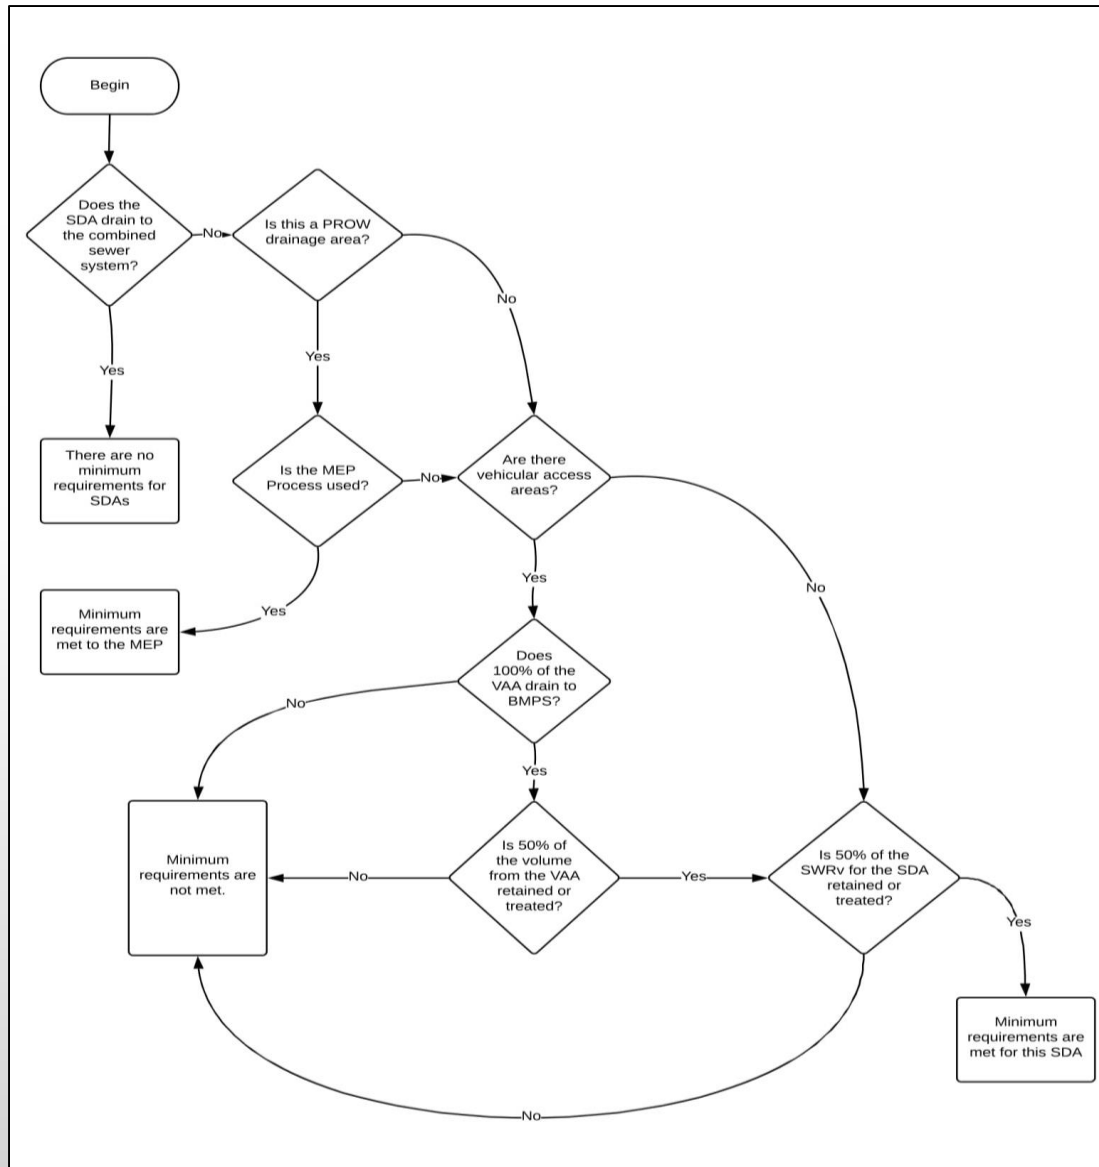 Begin
Does the
SDA drain to
the combined
sewer
system?
No
Is this a PROW
drainage area?
No
Yes
Yes
There are no
minimum
requirements for
SDAs
Is the MEP
Process used?
No
Are there
vehicular access
areas?
No
Yes
Yes
Minimum
requirements are
met to the MEP
Does
100% of the
VAA drain to
BMPS?
No
Yes
Minimum
requirements are
not met.
No
Is 50% of
the volume
from the VAA
retained or
treated?
Yes
Is 50% of the
SWRv for the SDA
retained or
treated?
Yes
Minimum
requirements are
met for this SDA
No